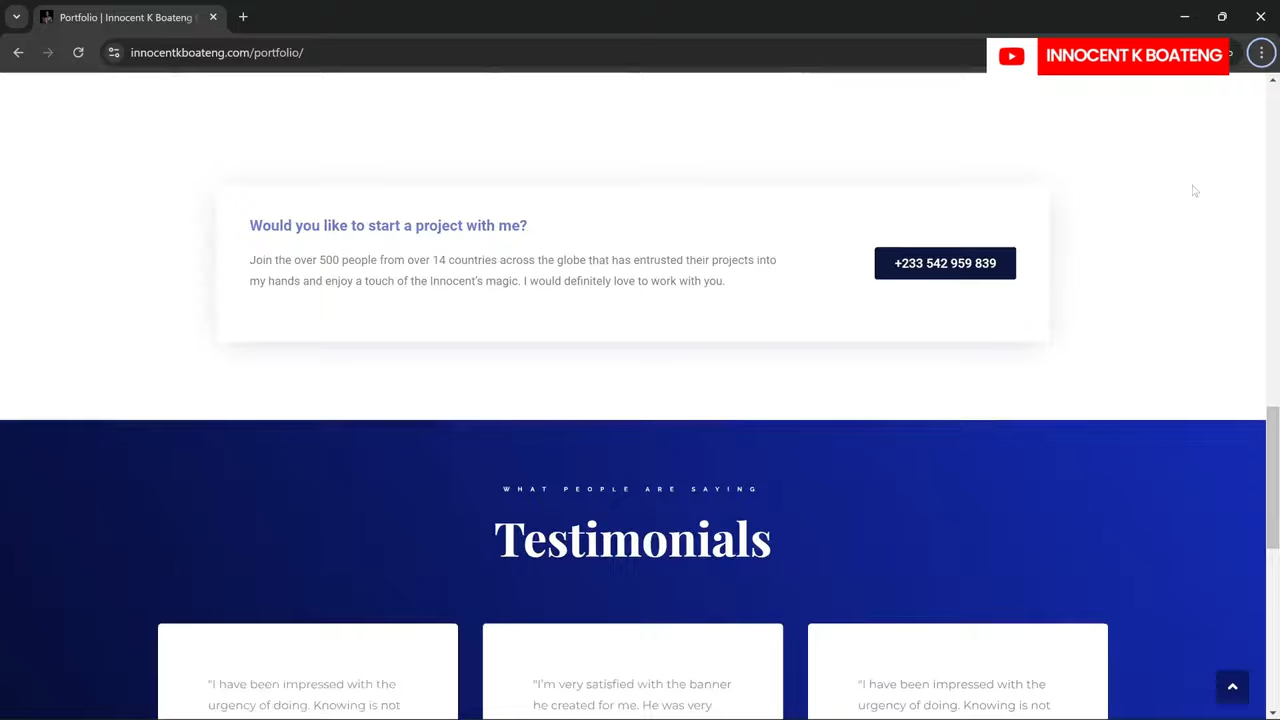 Portfolio | Innocent K Boateng
innocentkboateng.com/portfolio/
INNOCENT K BOATENG
Would you like to start a project with me?
Join the over 500 people from over 14 countries across the globe that has entrusted their projects into
my hands and enjoy a touch of the Innocent's magic. I would definitely love to work with you.
+233 542 959 839
WHAT PEOPLE ARE SAYING
Testimonials
"I have been impressed with the
urgency of doing. Knowing is not
"I'm very satisfied with the banner
he created for me. He was very
"I have been impressed with the
urgency of doing. Knowing is not